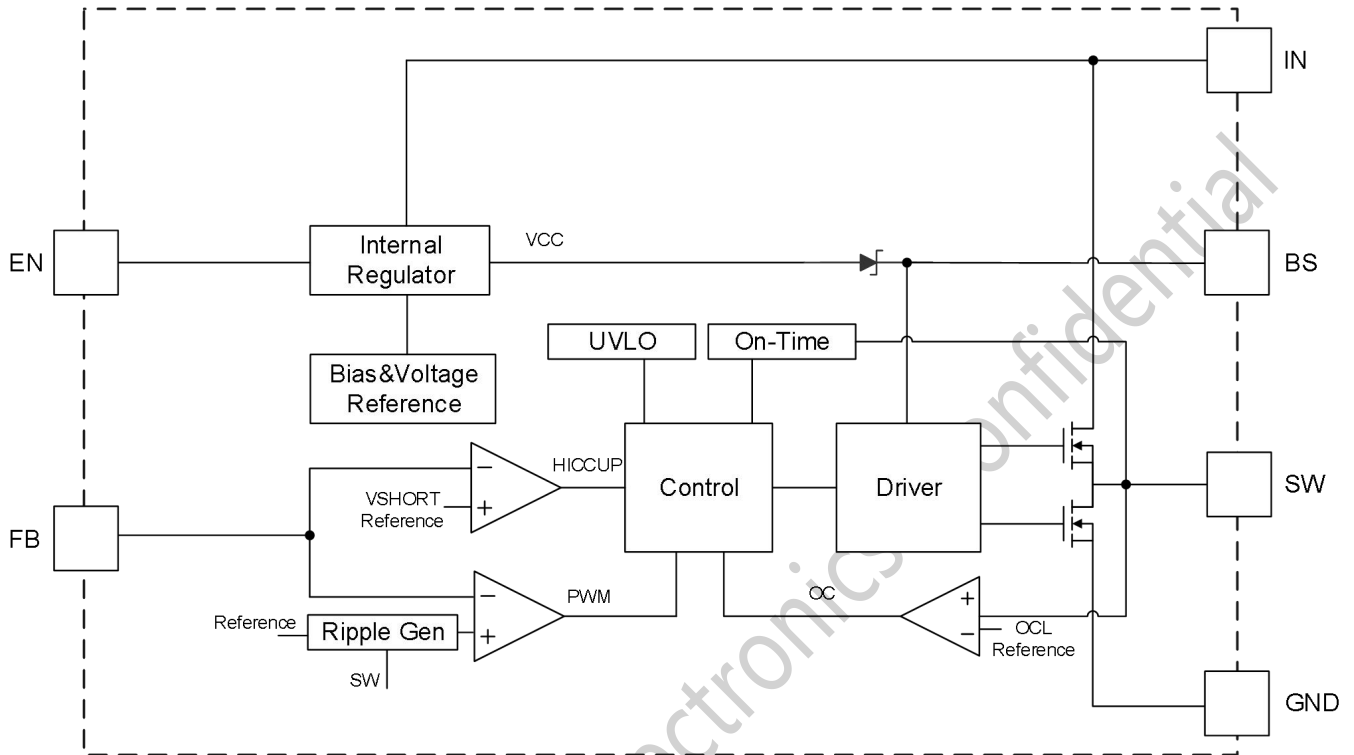 IN
EN
Internal
Regulator
VCC
BS
UVLO
On-Time
Bias&Voltage
Reference
HICCUP
VSHORT
Reference
Control
Driver
SW
FB
PWM
OC
Reference
Ripple Gen
OCL
Reference
SW
GND